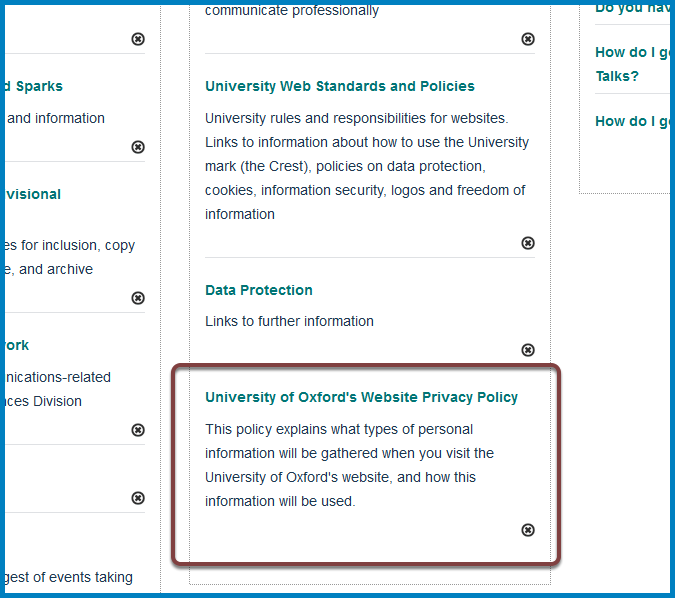 d Sparks
and information
visional
es for inclusion, copy
e, and archive
ork
nications-related
nces Division
gest of events taking
communicate professionally
University Web Standards and Policies
University rules and responsibilities for websites.
Links to information about how to use the University
mark (the Crest), policies on data protection,
cookies, information security, logos and freedom of
information
Data Protection
Links to further information
University of Oxford's Website Privacy Policy
This policy explains what types of personal
information will be gathered when you visit the
University of Oxford's website, and how this
information will be used.
Do you hav
How do I g
Talks?
How do I g